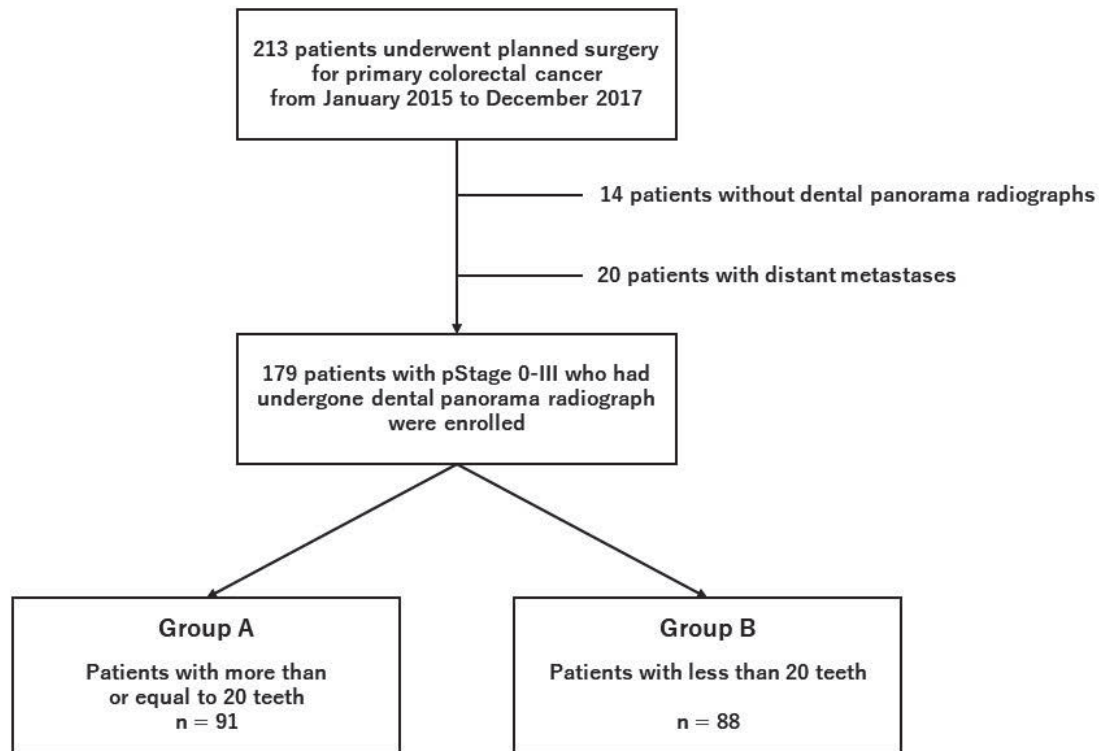 213 patients underwent planned surgery
for primary colorectal cancer
from January 2015 to December 2017
14 patients without dental panorama radiographs
20 patients with distant metastases
179 patients with pStage 0-III who had
undergone dental panorama radiograph
were enrolled
Group A
Patients with more than
or equal to 20 teeth
n = 91
Group B
Patients with less than 20 teeth
n = 88